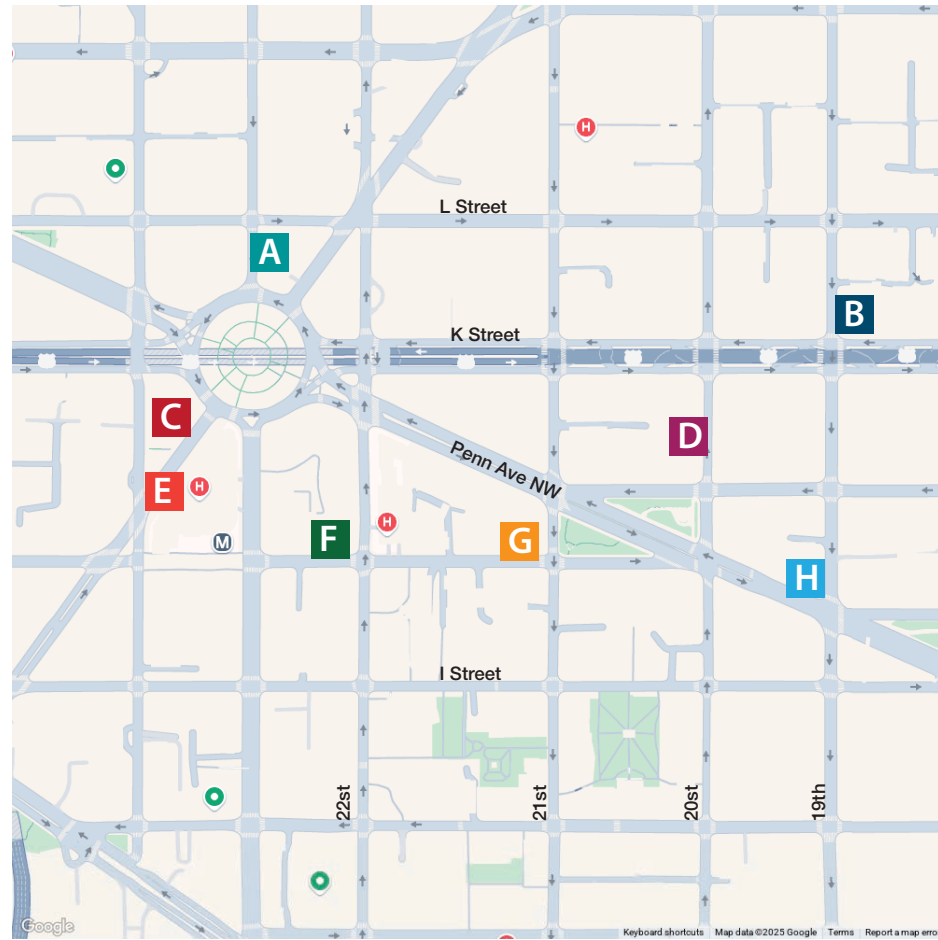 H
L Street
A
B
K Street
C
D
Penn Ave NW
E
H
H
F
G
M
H
I Street
22st
21st
20st
19th
Google
Keyboard shortcuts
Map data ©2025 Google
Terms
Report a map erro